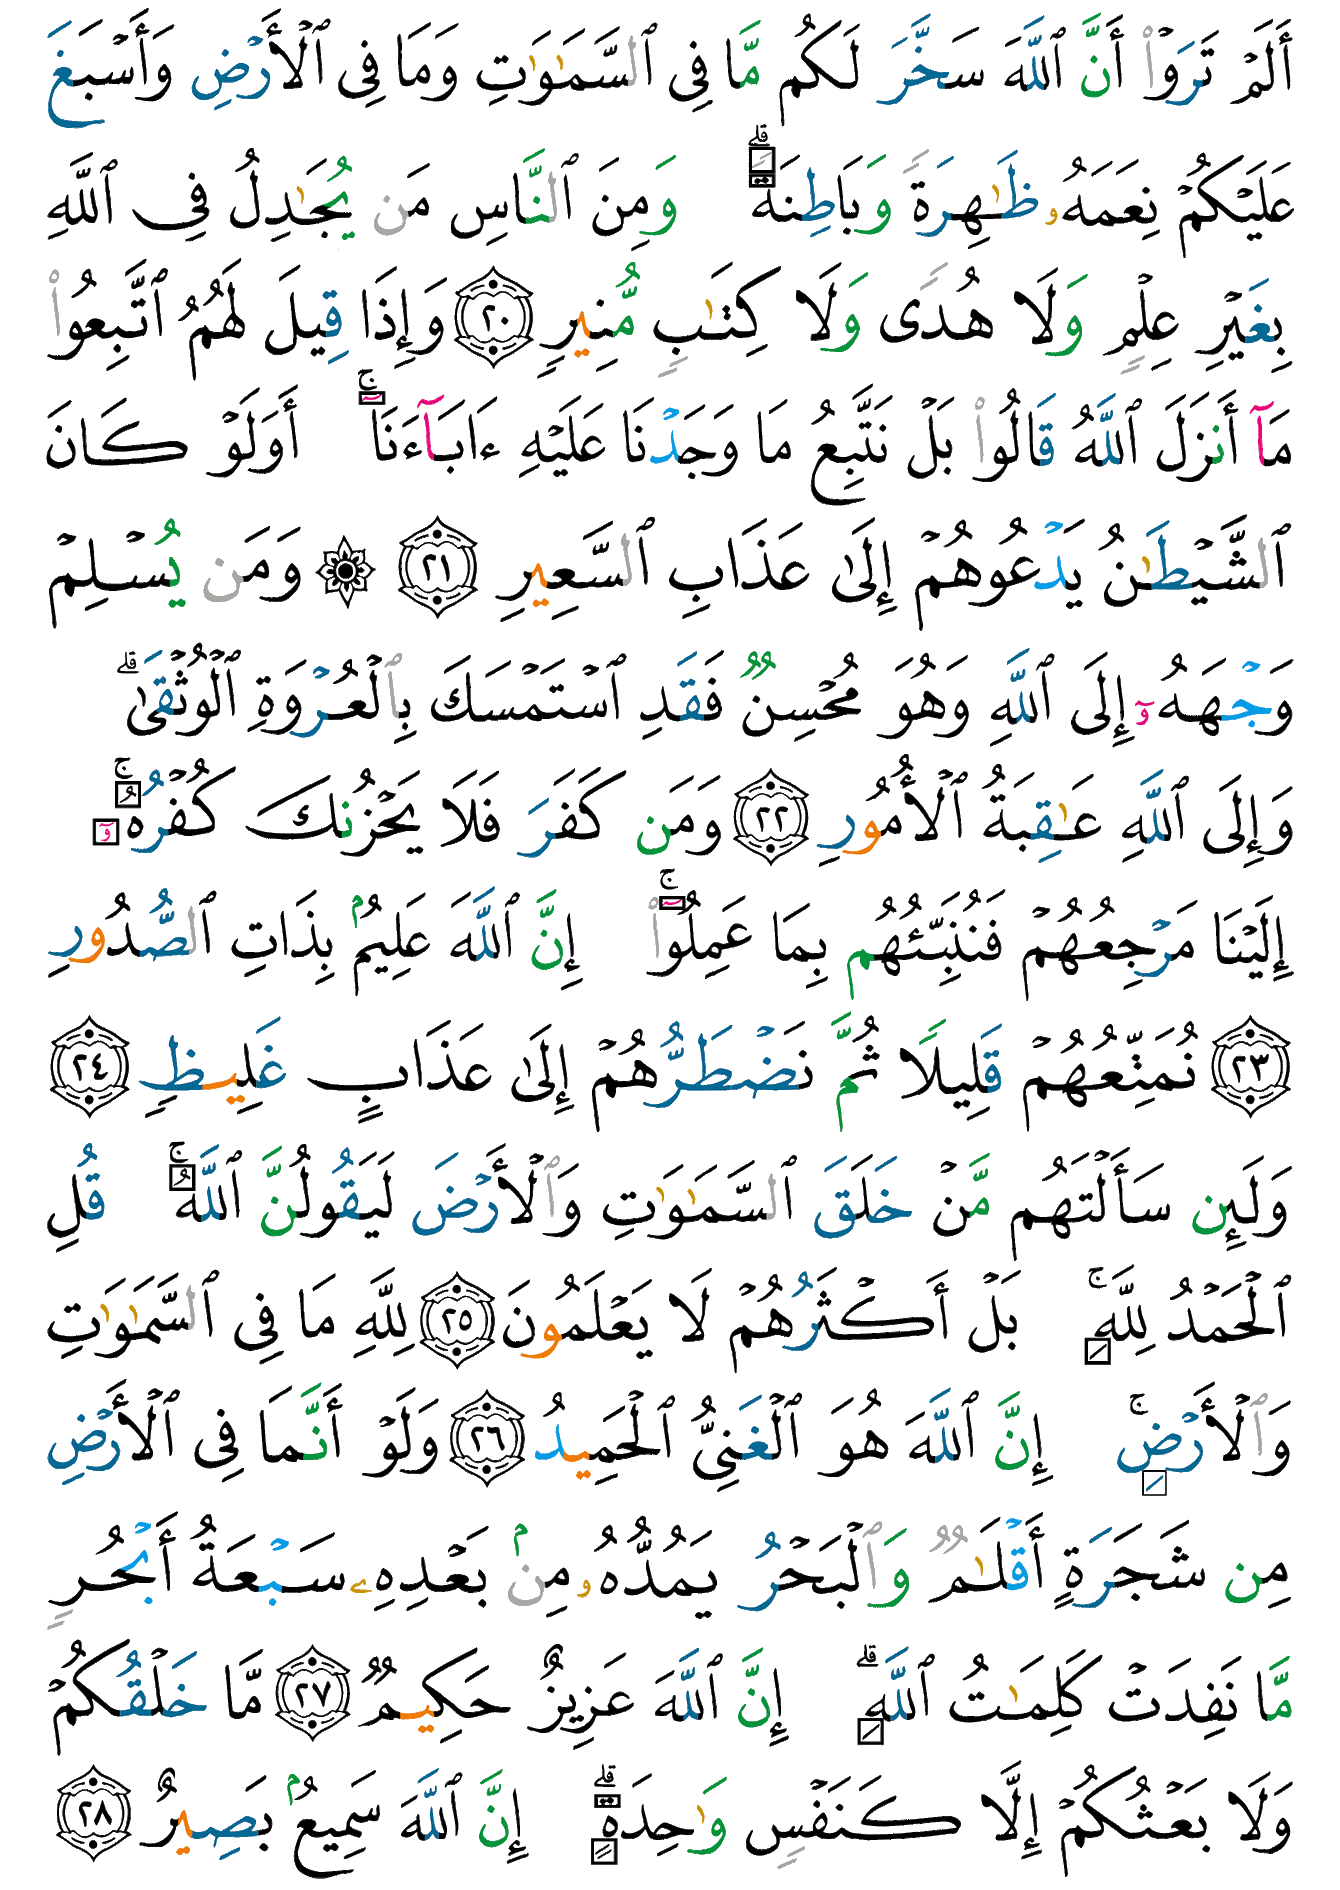 أَلَمْ تَرَوْا۟ أَنَّ ٱللَّهَ سَخَّرَ لَكُم مَّا فِى ٱلسَّمَـٰوَٰتِ وَمَا فِى ٱلْأَرْضِ وَأَسْبَغَ
عَلَيْكُمْ نِعَمَهُۥ ظَـٰهِرَةً وَبَاطِنَةً ۗ وَمِنَ ٱلنَّاسِ مَن يُجَـٰدِلُ فِى ٱللَّهِ
بِغَيْرِ عِلْمٍ وَلَا هُدًى وَلَا كِتَـٰبٍ مُّنِيرٍ ٢٠ وَإِذَا قِيلَ لَهُمُ ٱتَّبِعُوا۟
مَآ أَنزَلَ ٱللَّهُ قَالُوا۟ بَلْ نَتَّبِعُ مَا وَجَدْنَا عَلَيْهِ ءَابَآءَنَآ ۚ أَوَلَوْ كَانَ
ٱلشَّيْطَـٰنُ يَدْعُوهُمْ إِلَىٰ عَذَابِ ٱلسَّعِيرِ ٢١ ۞ وَمَن يُسْلِمْ
وَجْهَهُۥٓ إِلَى ٱللَّهِ وَهُوَ مُحْسِنٌ فَقَدِ ٱسْتَمْسَكَ بِٱلْعُرْوَةِ ٱلْوُثْقَىٰ ۗ
وَإِلَى ٱللَّهِ عَـٰقِبَةُ ٱلْأُمُورِ ٢٢ وَمَن كَفَرَ فَلَا يَحْزُنكَ كُفْرُهُۥٓ ۚ
إِلَيْنَا مَرْجِعُهُمْ فَنُنَبِّئُهُم بِمَا عَمِلُوٓا۟ ۚ إِنَّ ٱللَّهَ عَلِيمٌۢ بِذَاتِ ٱلصُّدُورِ
٢٣ نُمَتِّعُهُمْ قَلِيلًا ثُمَّ نَضْطَرُّهُمْ إِلَىٰ عَذَابٍ غَلِيظٍ ٢٤
وَلَئِن سَأَلْتَهُم مَّنْ خَلَقَ ٱلسَّمَـٰوَٰتِ وَٱلْأَرْضَ لَيَقُولُنَّ ٱللَّهُ ۚ قُلِ
ٱلْحَمْدُ لِلَّهِ ۚ بَلْ أَكْثَرُهُمْ لَا يَعْلَمُونَ ٢٥ لِلَّهِ مَا فِى ٱلسَّمَـٰوَٰتِ
وَٱلْأَرْضِ ۚ إِنَّ ٱللَّهَ هُوَ ٱلْغَنِىُّ ٱلْحَمِيدُ ٢٦ وَلَوْ أَنَّمَا فِى ٱلْأَرْضِ
مِن شَجَرَةٍ أَقْلَـٰمٌ وَٱلْبَحْرُ يَمُدُّهُۥ مِنۢ بَعْدِهِۦ سَبْعَةُ أَبْحُرٍ
مَّا نَفِدَتْ كَلِمَـٰتُ ٱللَّهِ ۗ إِنَّ ٱللَّهَ عَزِيزٌ حَكِيمٌ ٢٧ مَّا خَلْقُكُمْ
وَلَا بَعْثُكُمْ إِلَّا كَنَفْسٍ وَٰحِدَةٍ ۗ إِنَّ ٱللَّهَ سَمِيعٌۢ بَصِيرٌ ٢٨